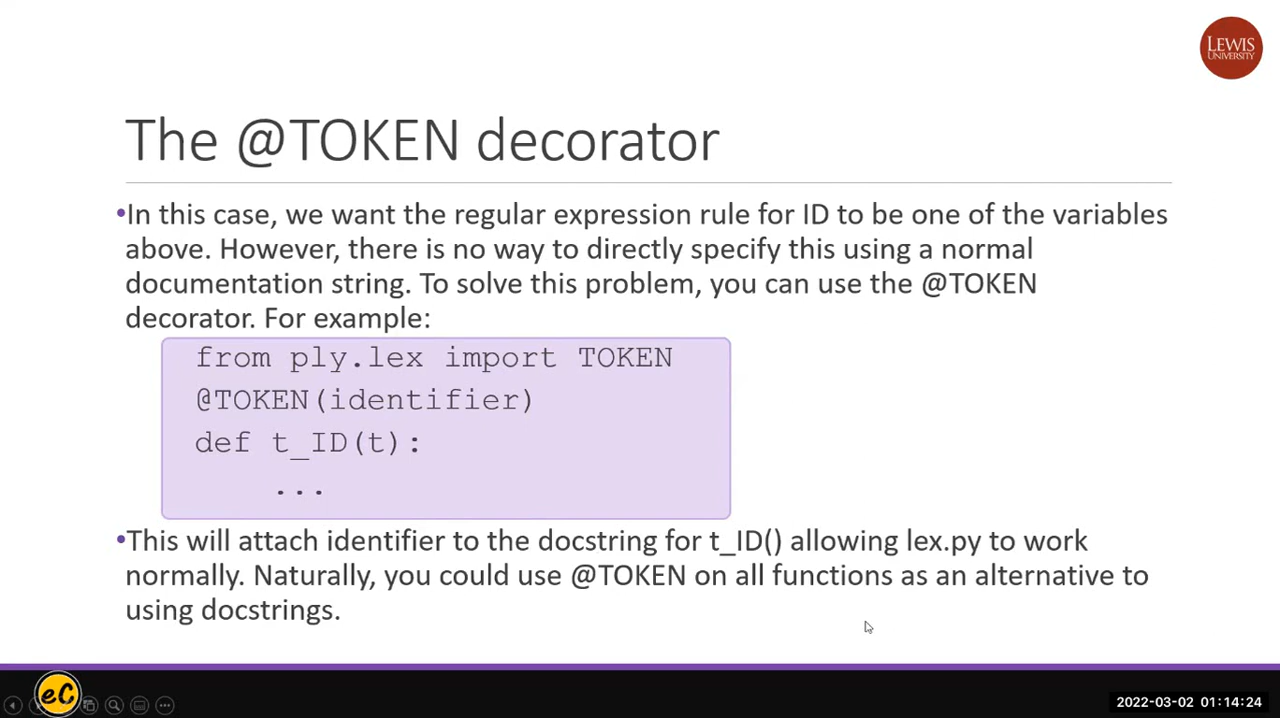 LEWIS
UNIVERSITY
The @TOKEN decorator
•In this case, we want the regular expression rule for ID to be one of the variables
above. However, there is no way to directly specify this using a normal
documentation string. To solve this problem, you can use the @TOKEN
decorator. For example:
from ply.lex import TOKEN
@TOKEN(identifier)
def t_ID(t):
...
•This will attach identifier to the docstring for t_ID() allowing lex.py to work
normally. Naturally, you could use @TOKEN on all functions as an alternative to
using docstrings.
eC
2022-03-02 01:14:24